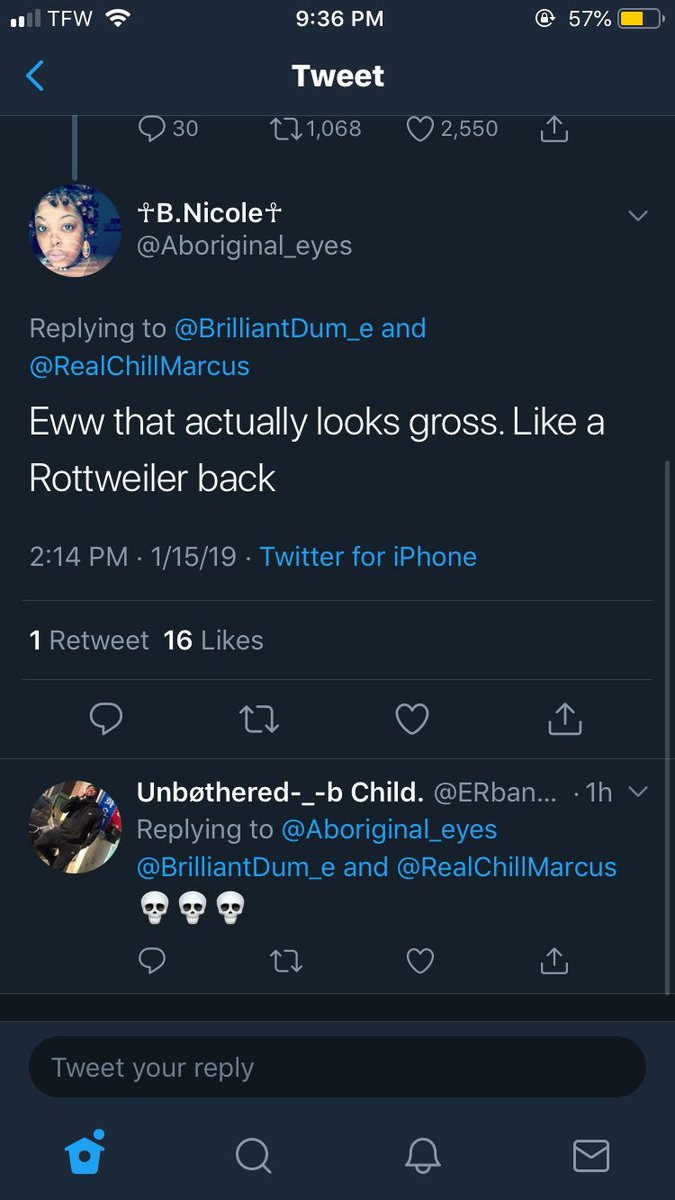 TFW 9:36 PM 57%
Tweet
30 1,068 2,550
☥B.Nicole☥
@Aboriginal_eyes
Replying to @BrilliantDum_e and
@RealChillMarcus
Eww that actually looks gross. Like a
Rottweiler back
2:14 PM · 1/15/19 · Twitter for iPhone
1 Retweet 16 Likes
Unbøthered-_-b Child. @ERban... · 1h
Replying to @Aboriginal_eyes
@BrilliantDum_e and @RealChillMarcus
💀💀💀
Tweet your reply